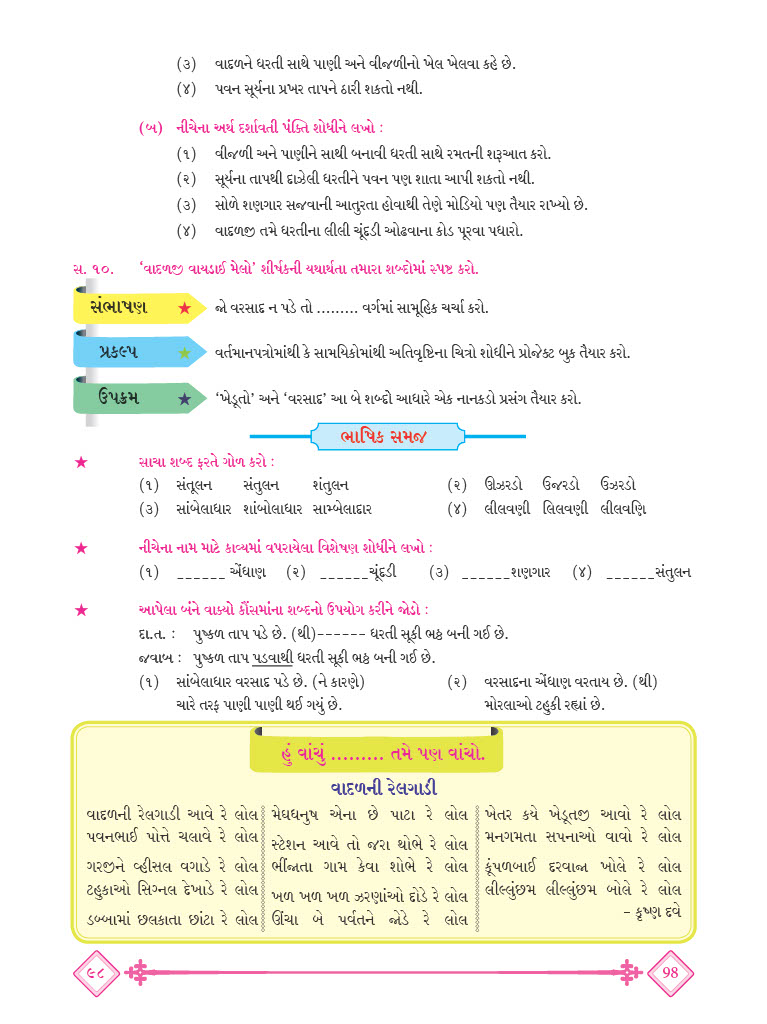 (૩) વાદળને ધરતી સાથે પાણી અને વીજળીનો ખેલ ખેલવા કહે છે.
(૪) પવન સૂર્યના પ્રખર તાપને ઠારી શકતો નથી.
(બ) નીચેના અર્થ દર્શાવતી પંક્તિ શોધીને લખો :
(૧) વીજળી અને પાણીને સાથી બનાવી ધરતી સાથે રમતની શરૂઆત કરો.
(૨) સૂર્યના તાપથી દાઝેલી ધરતીને પવન પણ શાતા આપી શકતો નથી.
(૩) સોળે શણગાર સજવાની આતુરતા હોવાથી તેણે મોડિયો પણ તૈયાર રાખ્યો છે.
(૪) વાદળજી તમે ધરતીના લીલી ચૂંદડી ઓઢવાના કોડ પૂરવા પધારો.
સ. ૧૦. ‘વાદળજી વાયડાઈ મેલો’ શીર્ષકની યથાર્થતા તમારા શબ્દોમાં સ્પષ્ટ કરો.
સંભાષણ ★ જો વરસાદ ન પડે તો ......... વર્ગમાં સામૂહિક ચર્ચા કરો.
પ્રકલ્પ ★ વર્તમાનપત્રોમાંથી કે સામયિકોમાંથી અતિવૃષ્ટિના ચિત્રો શોધીને પ્રોજેક્ટ બુક તૈયાર કરો.
ઉપક્રમ ★ ‘ખેડૂતો’ અને ‘વરસાદ’ આ બે શબ્દો આધારે એક નાનકડો પ્રસંગ તૈયાર કરો.
ભાષિક સમજ
★ સાચા શબ્દ ફરતે ગોળ કરો :
(૧) સંતૂલન સંતુલન શંતુલન (૨) ઊઝરડો ઉજરડો ઉઝરડો
(૩) સાંબેલાધાર શાંબોલાધાર સામ્બેલાદાર (૪) લીલવણી લિલવણી લીલવણિ
★ નીચેના નામ માટે કાવ્યમાં વપરાયેલા વિશેષણ શોધીને લખો :
(૧) ______ એંધાણ (૨) ______ચૂંદડી (૩) ______શણગાર (૪) ______સંતુલન
★ આપેલા બંને વાક્યો કૌંસમાંના શબ્દનો ઉપયોગ કરીને જોડો :
દા.ત. : પુષ્કળ તાપ પડે છે. (થી)------ ધરતી સૂકી ભઠ્ઠ બની ગઈ છે.
જવાબ : પુષ્કળ તાપ પડવાથી ધરતી સૂકી ભઠ્ઠ બની ગઈ છે.
(૧) સાંબેલાધાર વરસાદ પડે છે. (ને કારણે) (૨) વરસાદના એંધાણ વરતાય છે. (થી)
ચારે તરફ પાણી પાણી થઈ ગયું છે. મોરલાઓ ટહુકી રહ્યાં છે.
હું વાંચું ......... તમે પણ વાંચો.
વાદળની રેલગાડી
વાદળની રેલગાડી આવે રે લોલ
પવનભાઈ પોત્તે ચલાવે રે લોલ
ગરજીને વ્હીસલ વગાડે રે લોલ
ટહુકાઓ સિગ્નલ દેખાડે રે લોલ
ડબ્બામાં છલકાતા છાંટા રે લોલ
મેઘધનુષ એના છે પાટા રે લોલ
સ્ટેશન આવે તો જરા થોભે રે લોલ
ભીંજાતા ગામ કેવા શોભે રે લોલ
ખળ ખળ ખળ ઝરણાંઓ દોડે રે લોલ
ઊંચા બે પર્વતને જોડે રે લોલ
ખેતર કયે ખેડૂતજી આવો રે લોલ
મનગમતા સપનાઓ વાવો રે લોલ
કૂંપળબાઈ દરવાજા ખોલે રે લોલ
લીલ્લુંછમ લીલ્લુંછમ બોલે રે લોલ
– કૃષ્ણ દવે
૯૮ 98